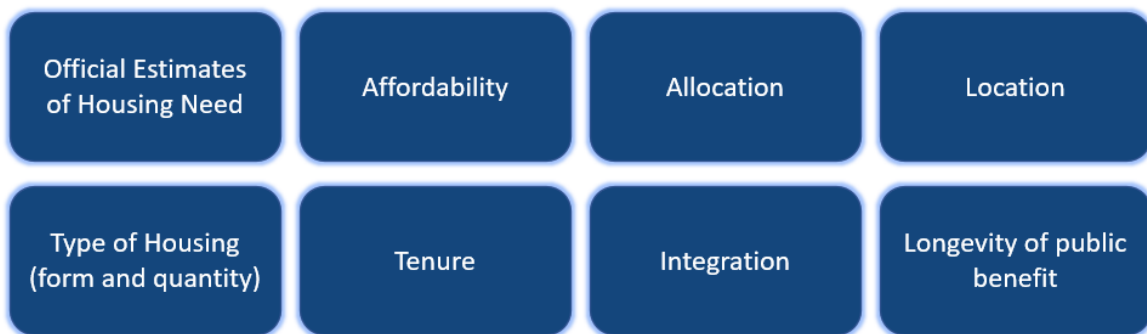 Official Estimates
of Housing Need
Affordability
Allocation
Location
Type of Housing
(form and quantity)
Tenure
Integration
Longevity of public
benefit